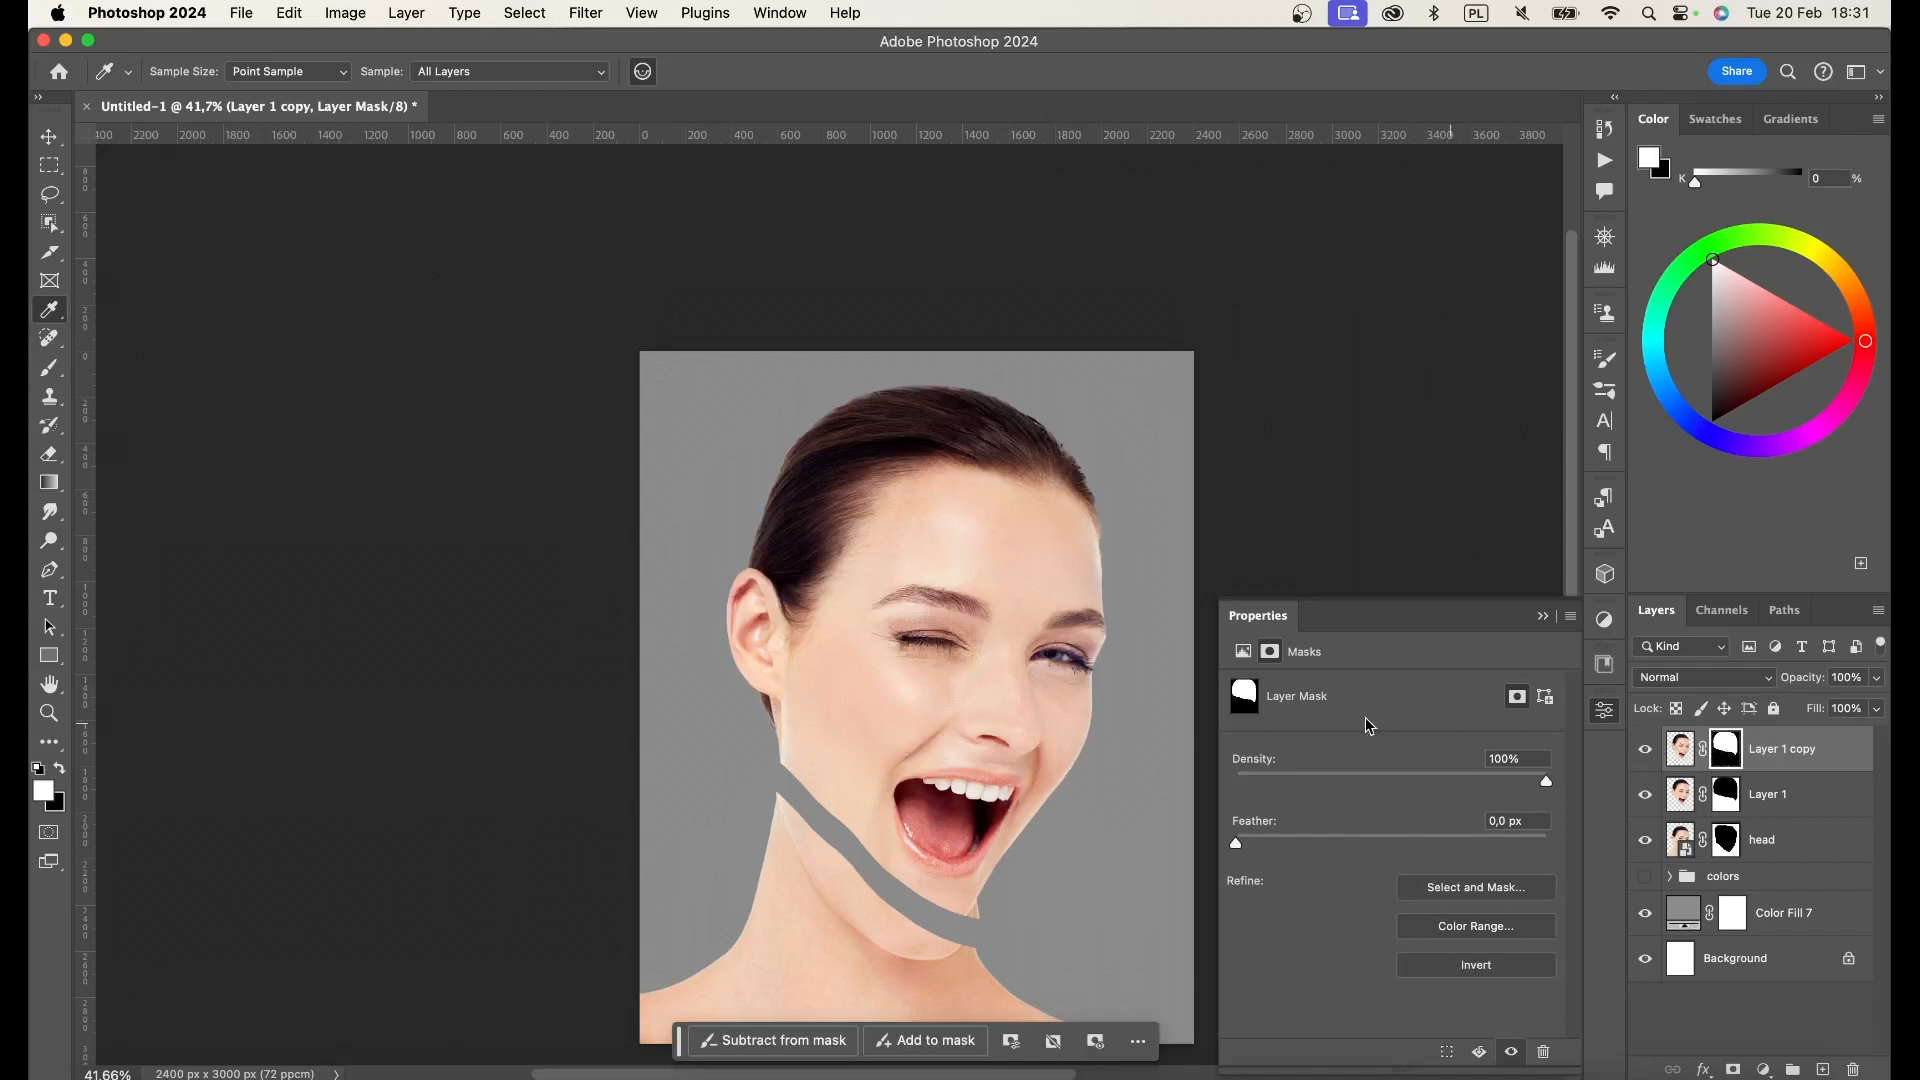 Photoshop 2024 File Edit Image Layer Type Select Filter View Plugins Window Help PL Tue 20 Feb 18:31
Adobe Photoshop 2024
Sample Size: Point Sample Sample: All Layers Share
Untitled-1 @ 41,7% (Layer 1 copy, Layer Mask/8) *
400 2200 2000 1800 1600 1400 1200 1000 800 600 400 200 0 200 400 600 800 1000 1200 1400 1600 1800 2000 2200 2400 2600 2800 3000 3200 3400 3600 3800
Color Swatches Gradients
K 0 %
Properties
Masks
Layer Mask
Density: 100%
Feather: 0,0 px
Refine: Select and Mask...
Color Range...
Invert
Layers Channels Paths
Kind
Normal Opacity: 100%
Lock: Fill: 100%
Layer 1 copy
Layer 1
head
colors
Color Fill 7
Background
Subtract from mask Add to mask
41.66% 2400 px x 3000 px (72 ppcm)